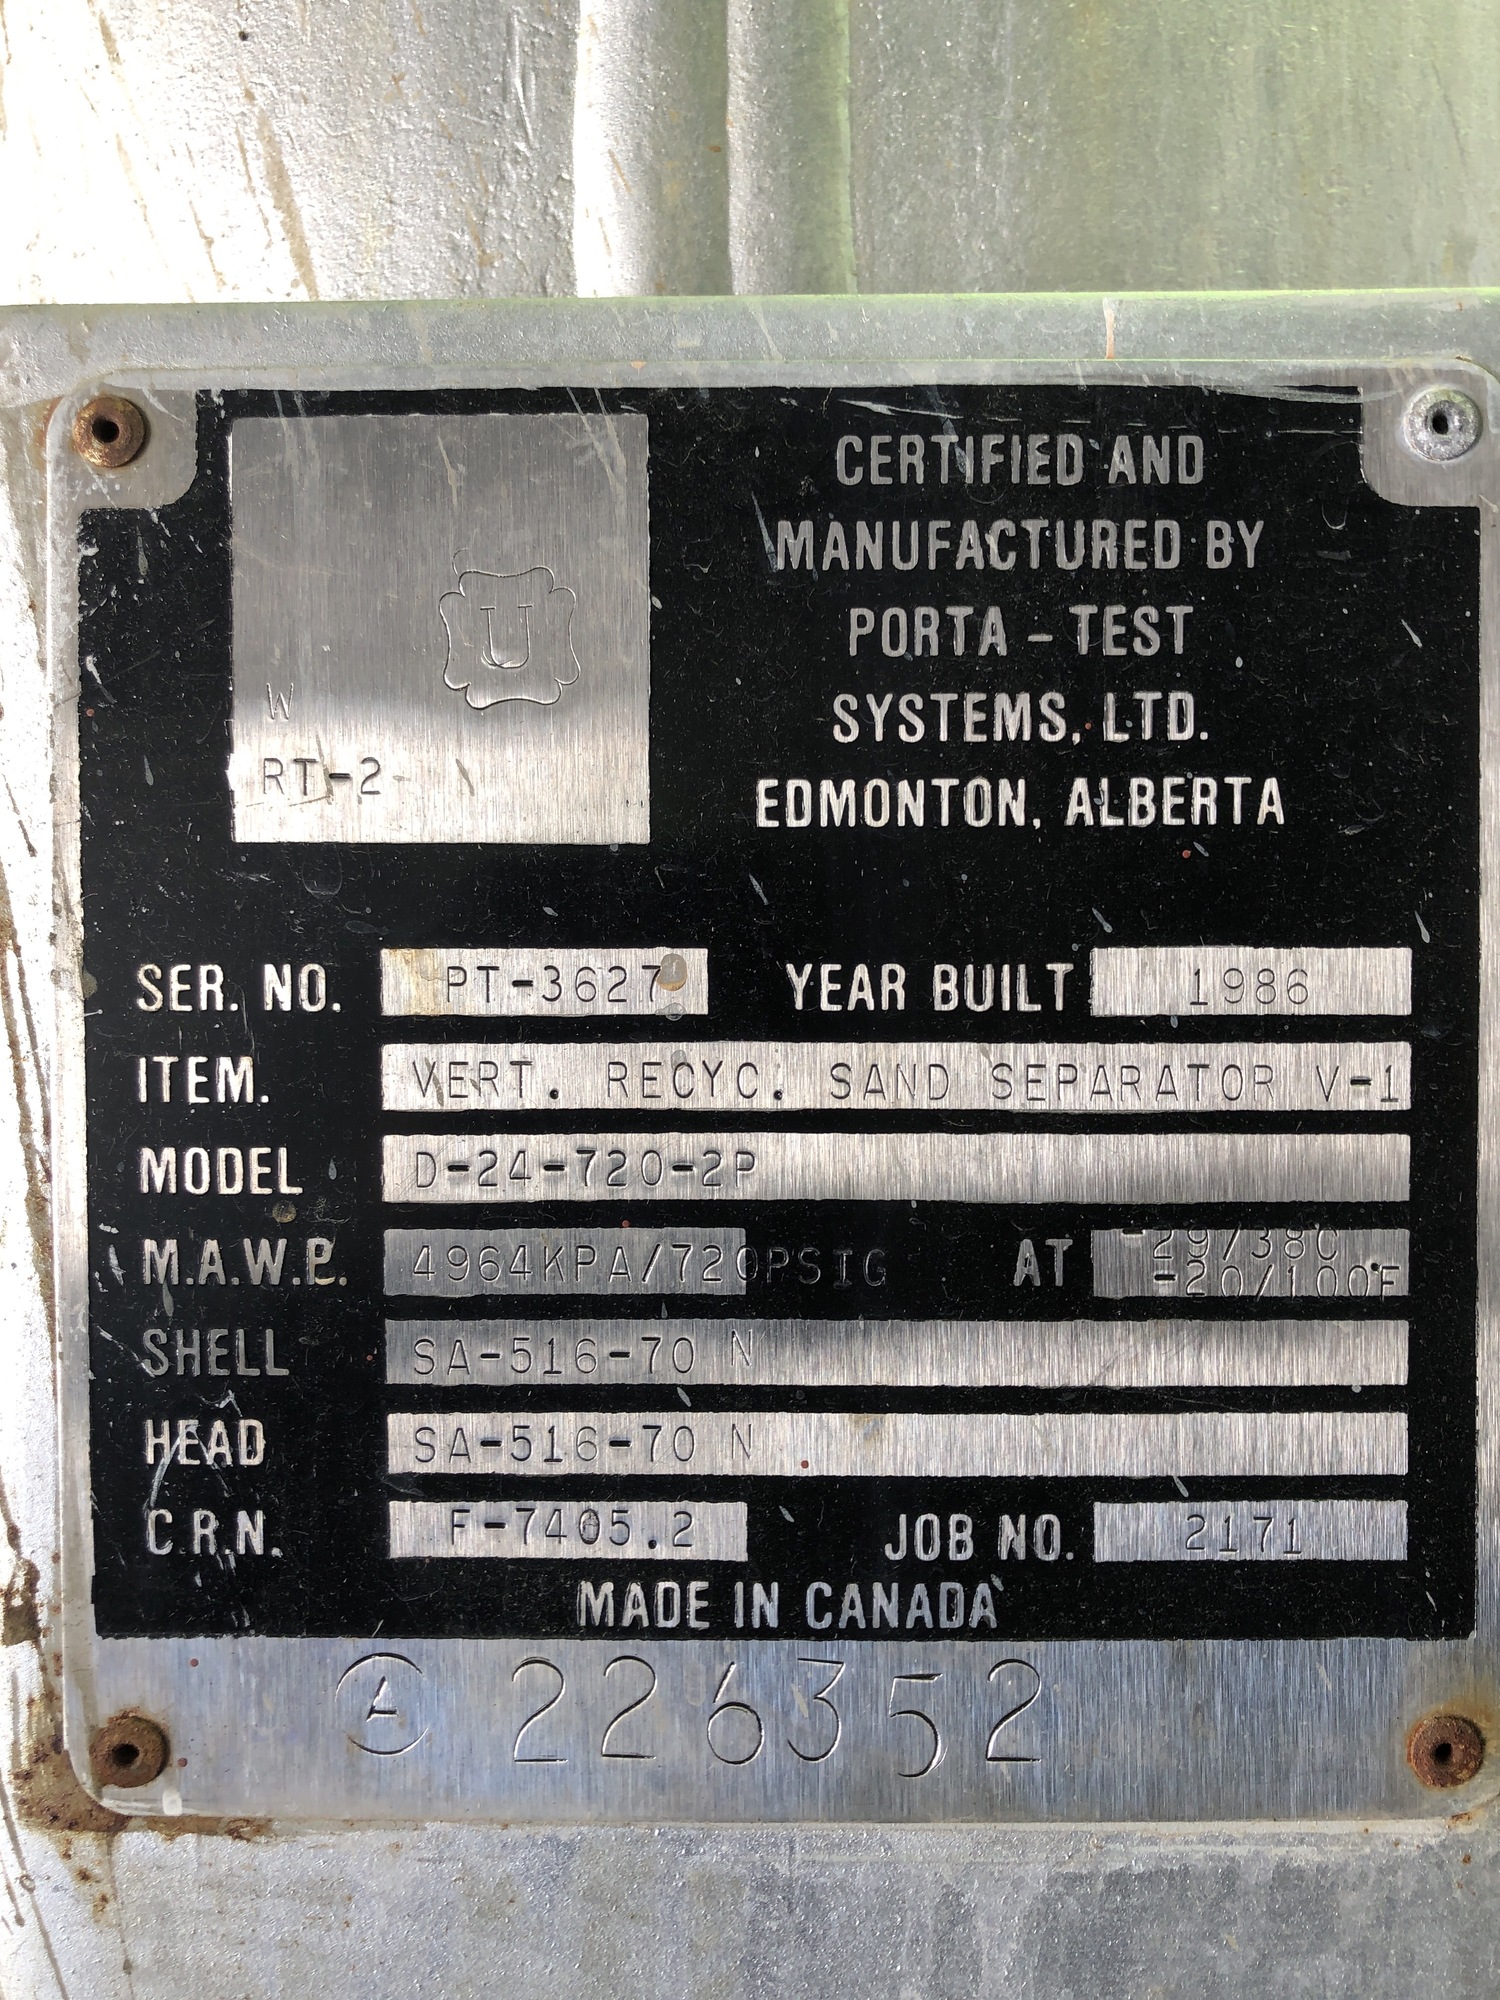 U
W
RT-2
CERTIFIED AND
MANUFACTURED BY
PORTA - TEST
SYSTEMS, LTD.
EDMONTON, ALBERTA
SER. NO. PT-3627 YEAR BUILT 1986
ITEM. VERT. RECYC. SAND SEPARATOR V-1
MODEL D-24-720-2P
M.A.W.P. 4964KPA/720PSIG AT -29/38C
-20/100F
SHELL SA-516-70 N
HEAD SA-516-70 N
C.R.N. F-7405.2 JOB NO. 2171
MADE IN CANADA
A 226352